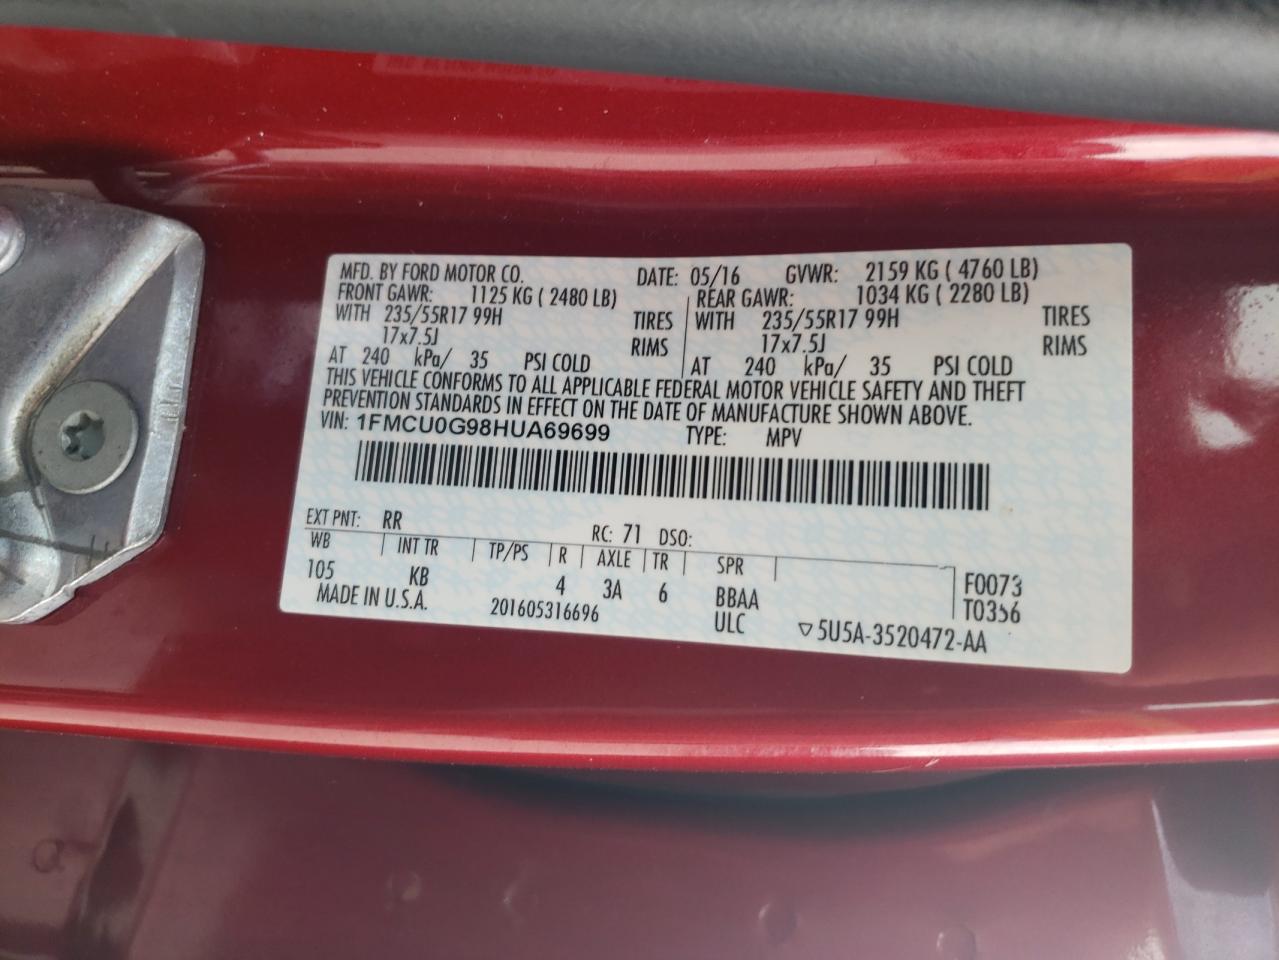 MFD. BY FORD MOTOR CO. DATE: 05/16 GVWR: 2159 KG ( 4760 LB)
FRONT GAWR: 1125 KG ( 2480 LB) REAR GAWR: 1034 KG ( 2280 LB)
WITH 235/55R17 99H TIRES WITH 235/55R17 99H TIRES
17x7.5J RIMS 17x7.5J RIMS
AT 240 kPa/ 35 PSI COLD AT 240 kPa/ 35 PSI COLD
THIS VEHICLE CONFORMS TO ALL APPLICABLE FEDERAL MOTOR VEHICLE SAFETY AND THEFT
PREVENTION STANDARDS IN EFFECT ON THE DATE OF MANUFACTURE SHOWN ABOVE.
VIN: 1FMCU0G98HUA69699 TYPE: MPV
EXT PNT: RR RC: 71 DSO:
WB INT TR TP/PS R AXLE TR SPR
105 KB 4 3A 6 BBAA F0073
MADE IN U.S.A. 201605316696 ULC T0356
▽5U5A-3520472-AA